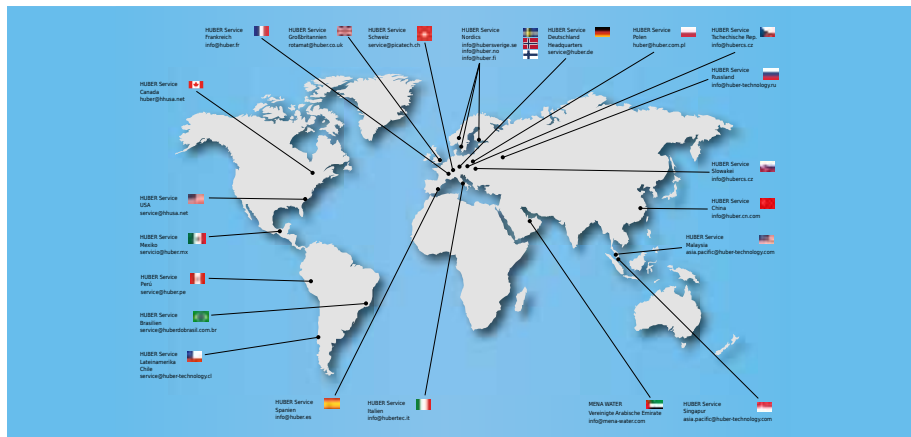 HUBER Service
Frankreich
info@huber.fr
HUBER Service
Großbritannien
rotamat@huber.co.uk
HUBER Service
Schweiz
service@picatech.ch
HUBER Service
Nordics
info@hubersverige.se
info@huber.no
info@huber.fi
HUBER Service
Deutschland
Headquarters
service@huber.de
HUBER Service
Polen
huber@huber.com.pl
HUBER Service
Tschechische Rep.
info@hubercs.cz
HUBER Service
Russland
info@huber-technology.ru
HUBER Service
Canada
huber@hhusa.net
HUBER Service
Slowakei
info@hubercs.cz
HUBER Service
USA
service@hhusa.net
HUBER Service
China
info@huber.cn.com
HUBER Service
Mexiko
servicio@huber.mx
HUBER Service
Malaysia
asia.pacific@huber-technology.com
HUBER Service
Perú
service@huber.pe
HUBER Service
Brasilien
service@huberdobrasil.com.br
HUBER Service
Lateinamerika
Chile
service@huber-technology.cl
HUBER Service
Spanien
info@huber.es
HUBER Service
Italien
info@hubertec.it
MENA WATER
Vereinigte Arabische Emirate
info@mena-water.com
HUBER Service
Singapur
asia.pacific@huber-technology.com